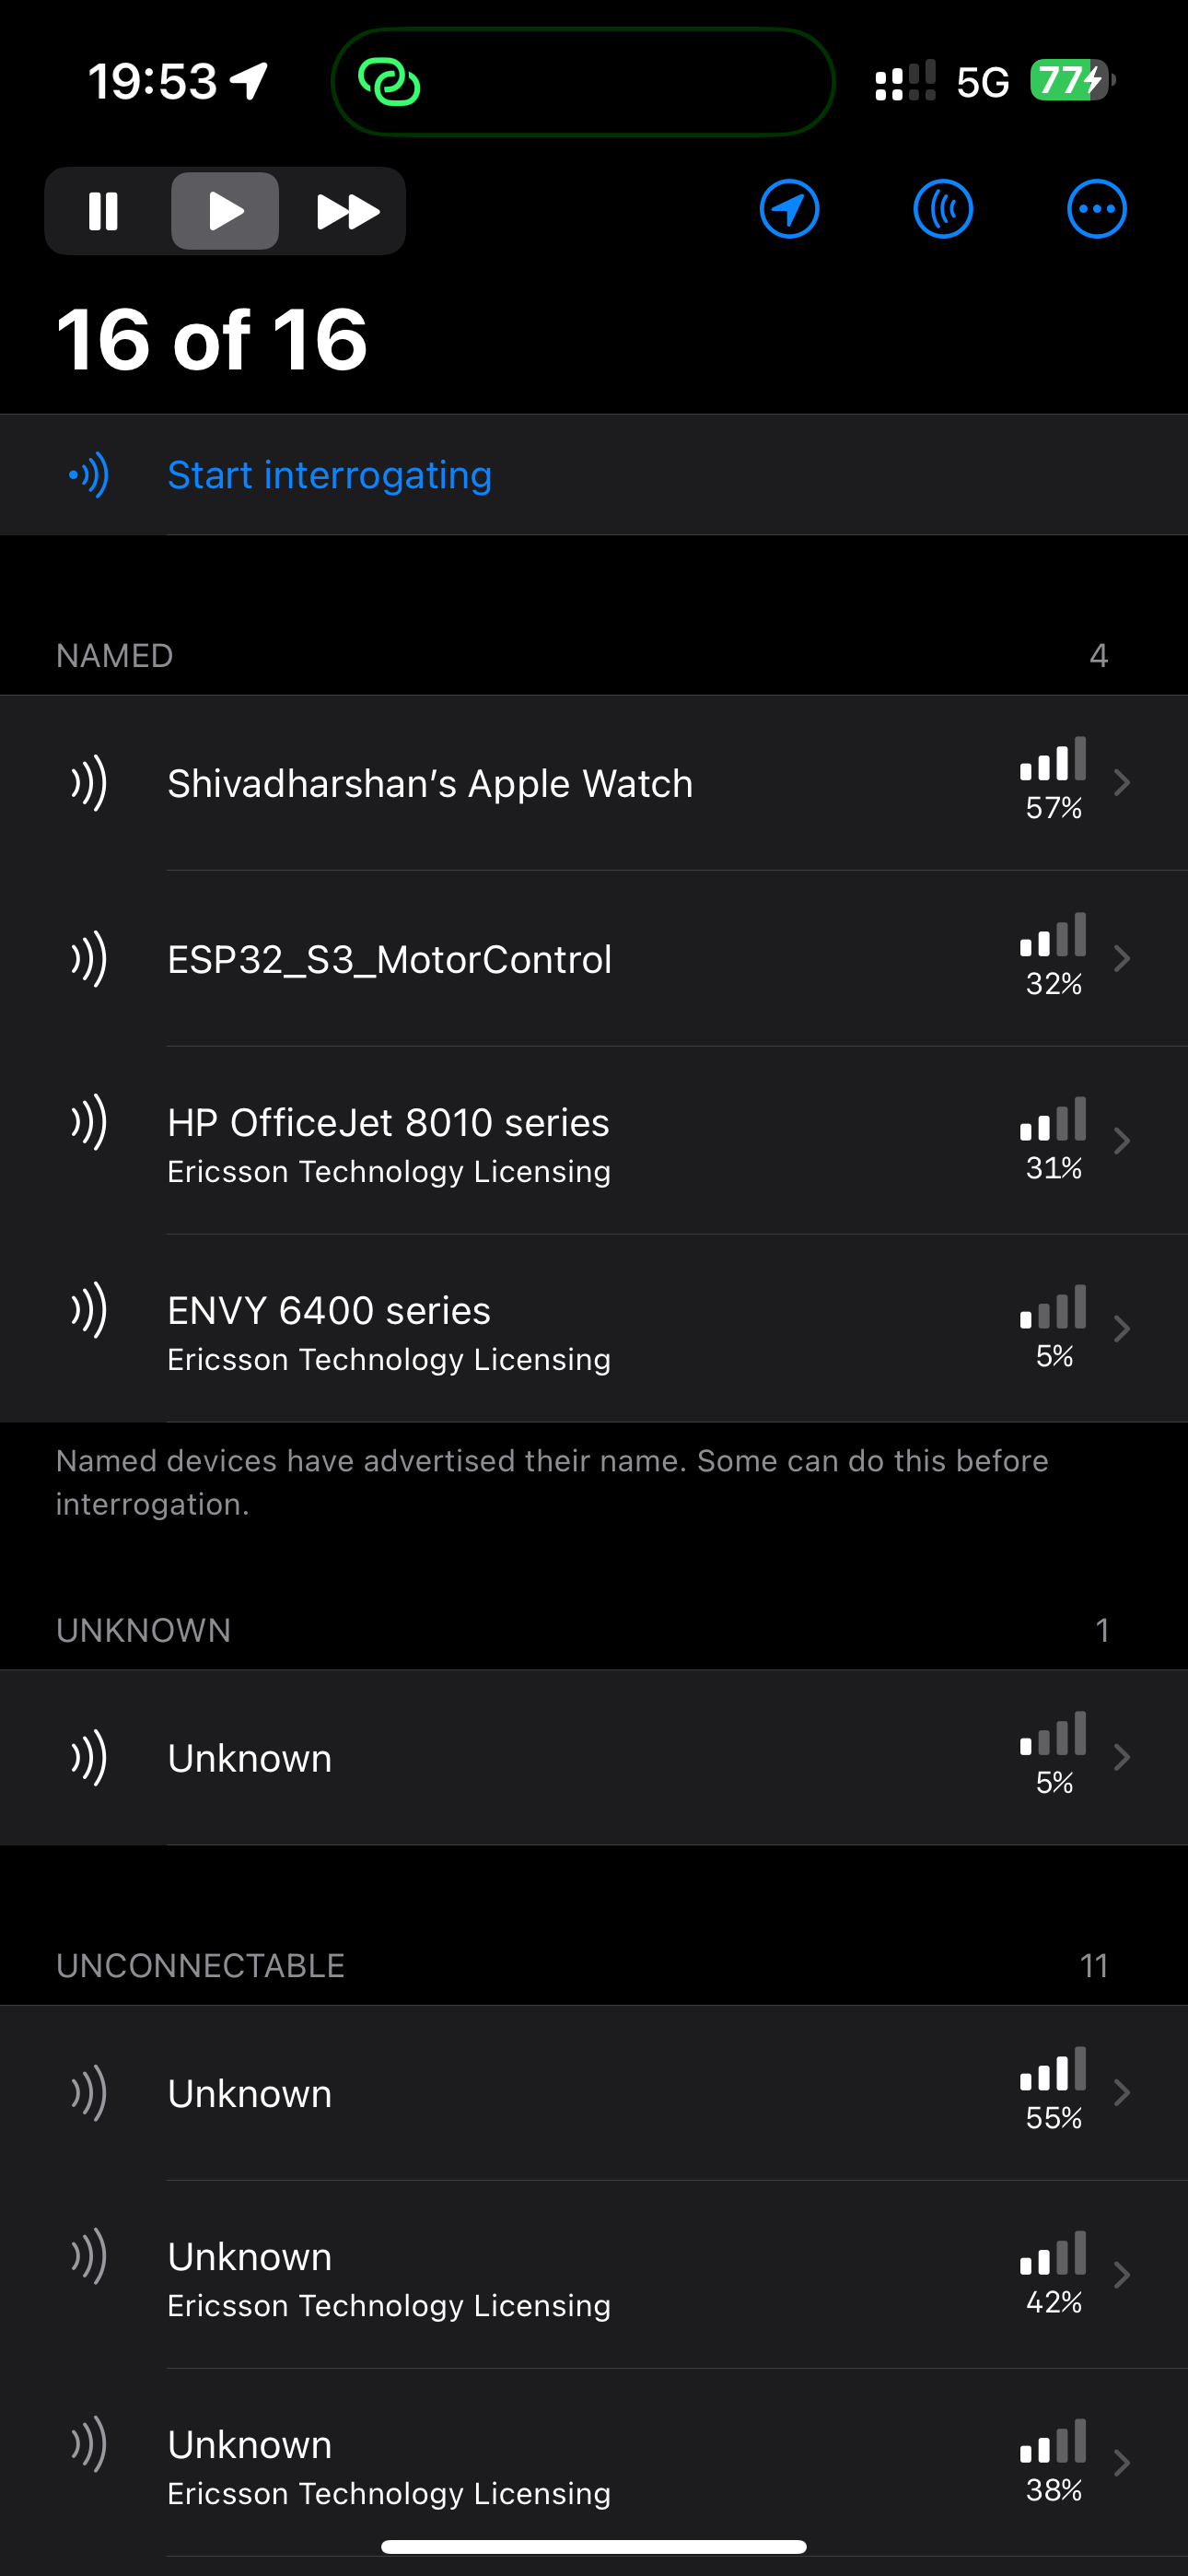 19:53
5G
77
16 of 16
Start interrogating
NAMED
4
Shivadharshan’s Apple Watch
57%
ESP32_S3_MotorControl
32%
HP OfficeJet 8010 series
Ericsson Technology Licensing
31%
ENVY 6400 series
Ericsson Technology Licensing
5%
Named devices have advertised their name. Some can do this before
interrogation.
UNKNOWN
1
Unknown
5%
UNCONNECTABLE
11
Unknown
55%
Unknown
Ericsson Technology Licensing
42%
Unknown
Ericsson Technology Licensing
38%